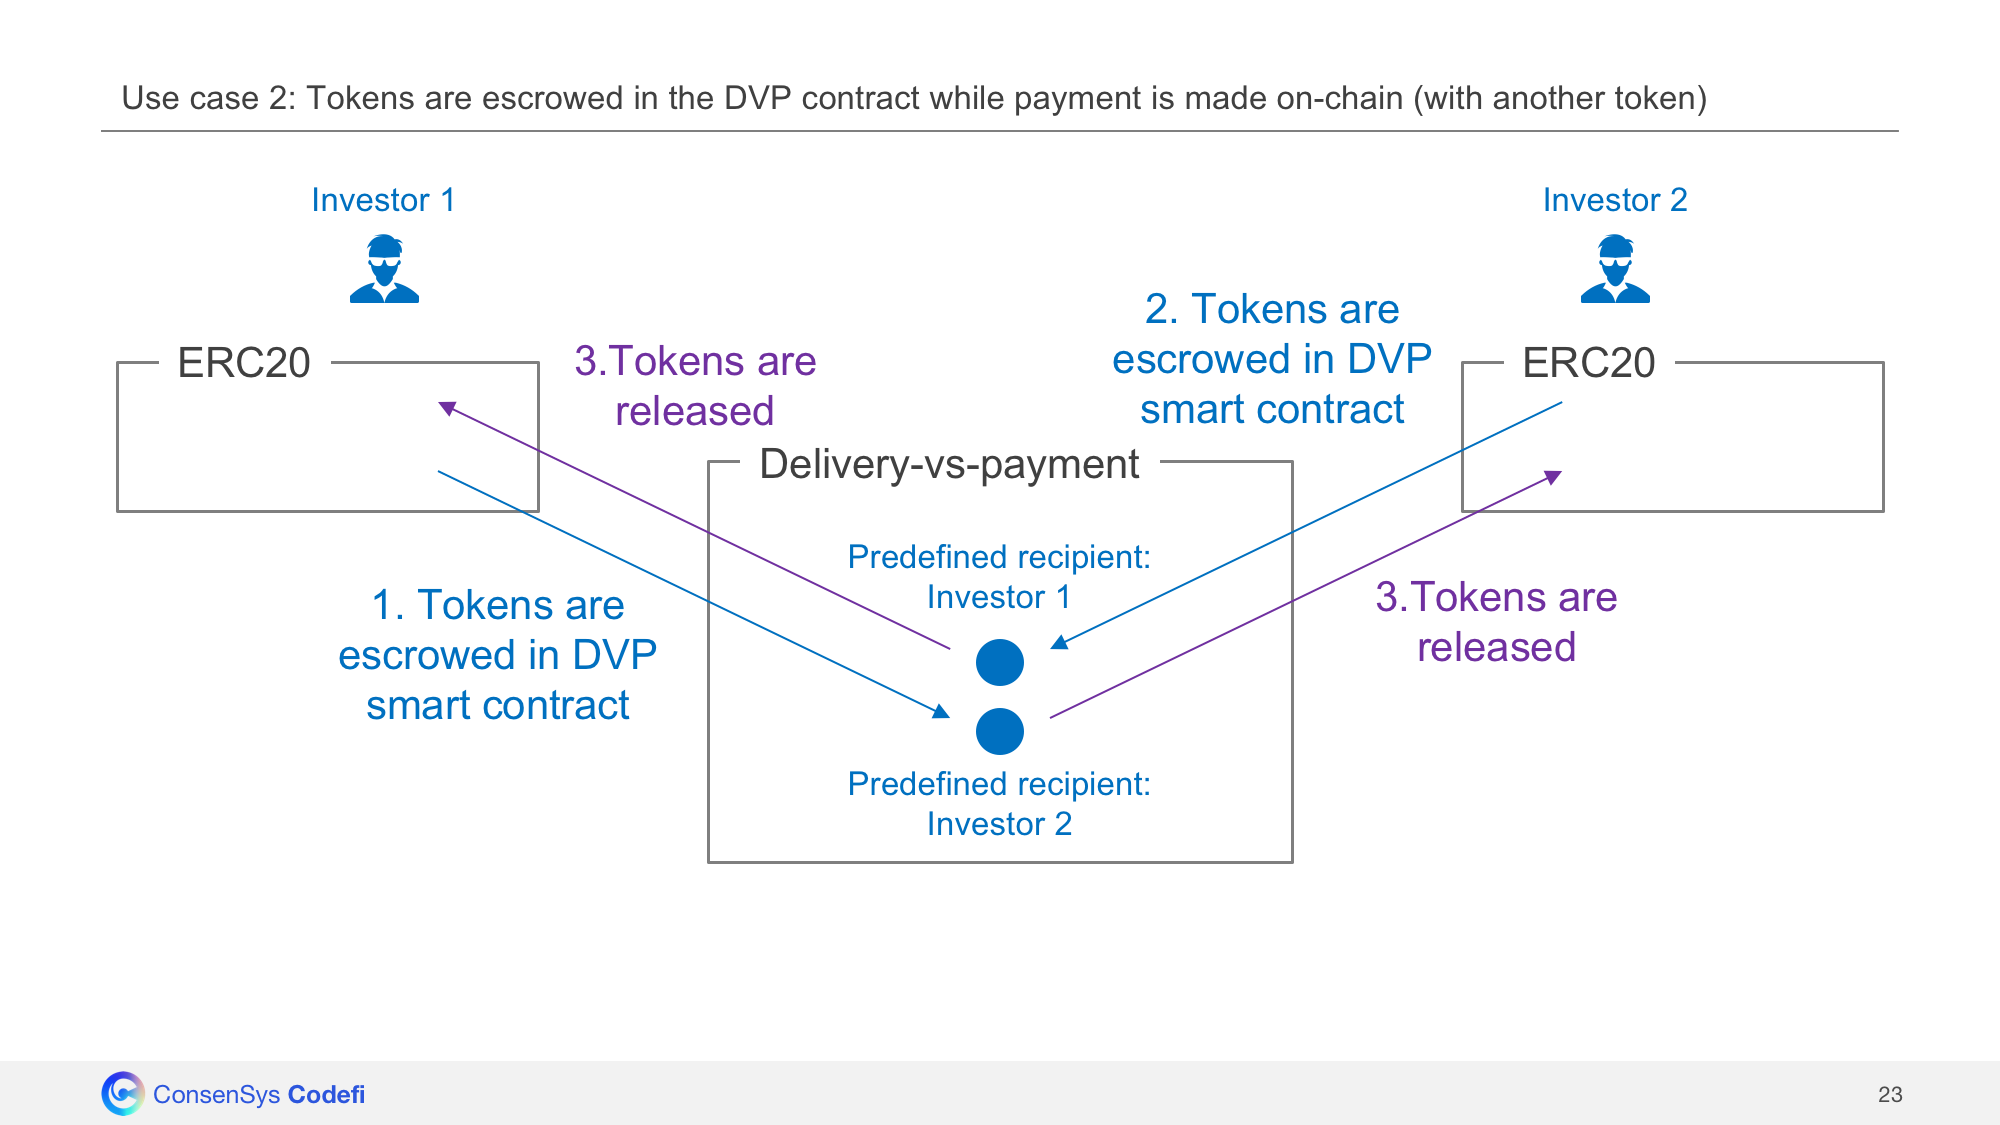 Use case 2: Tokens are escrowed in the DVP contract while payment is made on-chain (with another token)
Investor 1
Investor 2
2. Tokens are
escrowed in DVP
smart contract
ERC20
3.Tokens are
released
ERC20
Delivery-vs-payment
Predefined recipient:
Investor 1
1. Tokens are
escrowed in DVP
smart contract
3.Tokens are
released
Predefined recipient:
Investor 2
ConsenSys Codefi
23